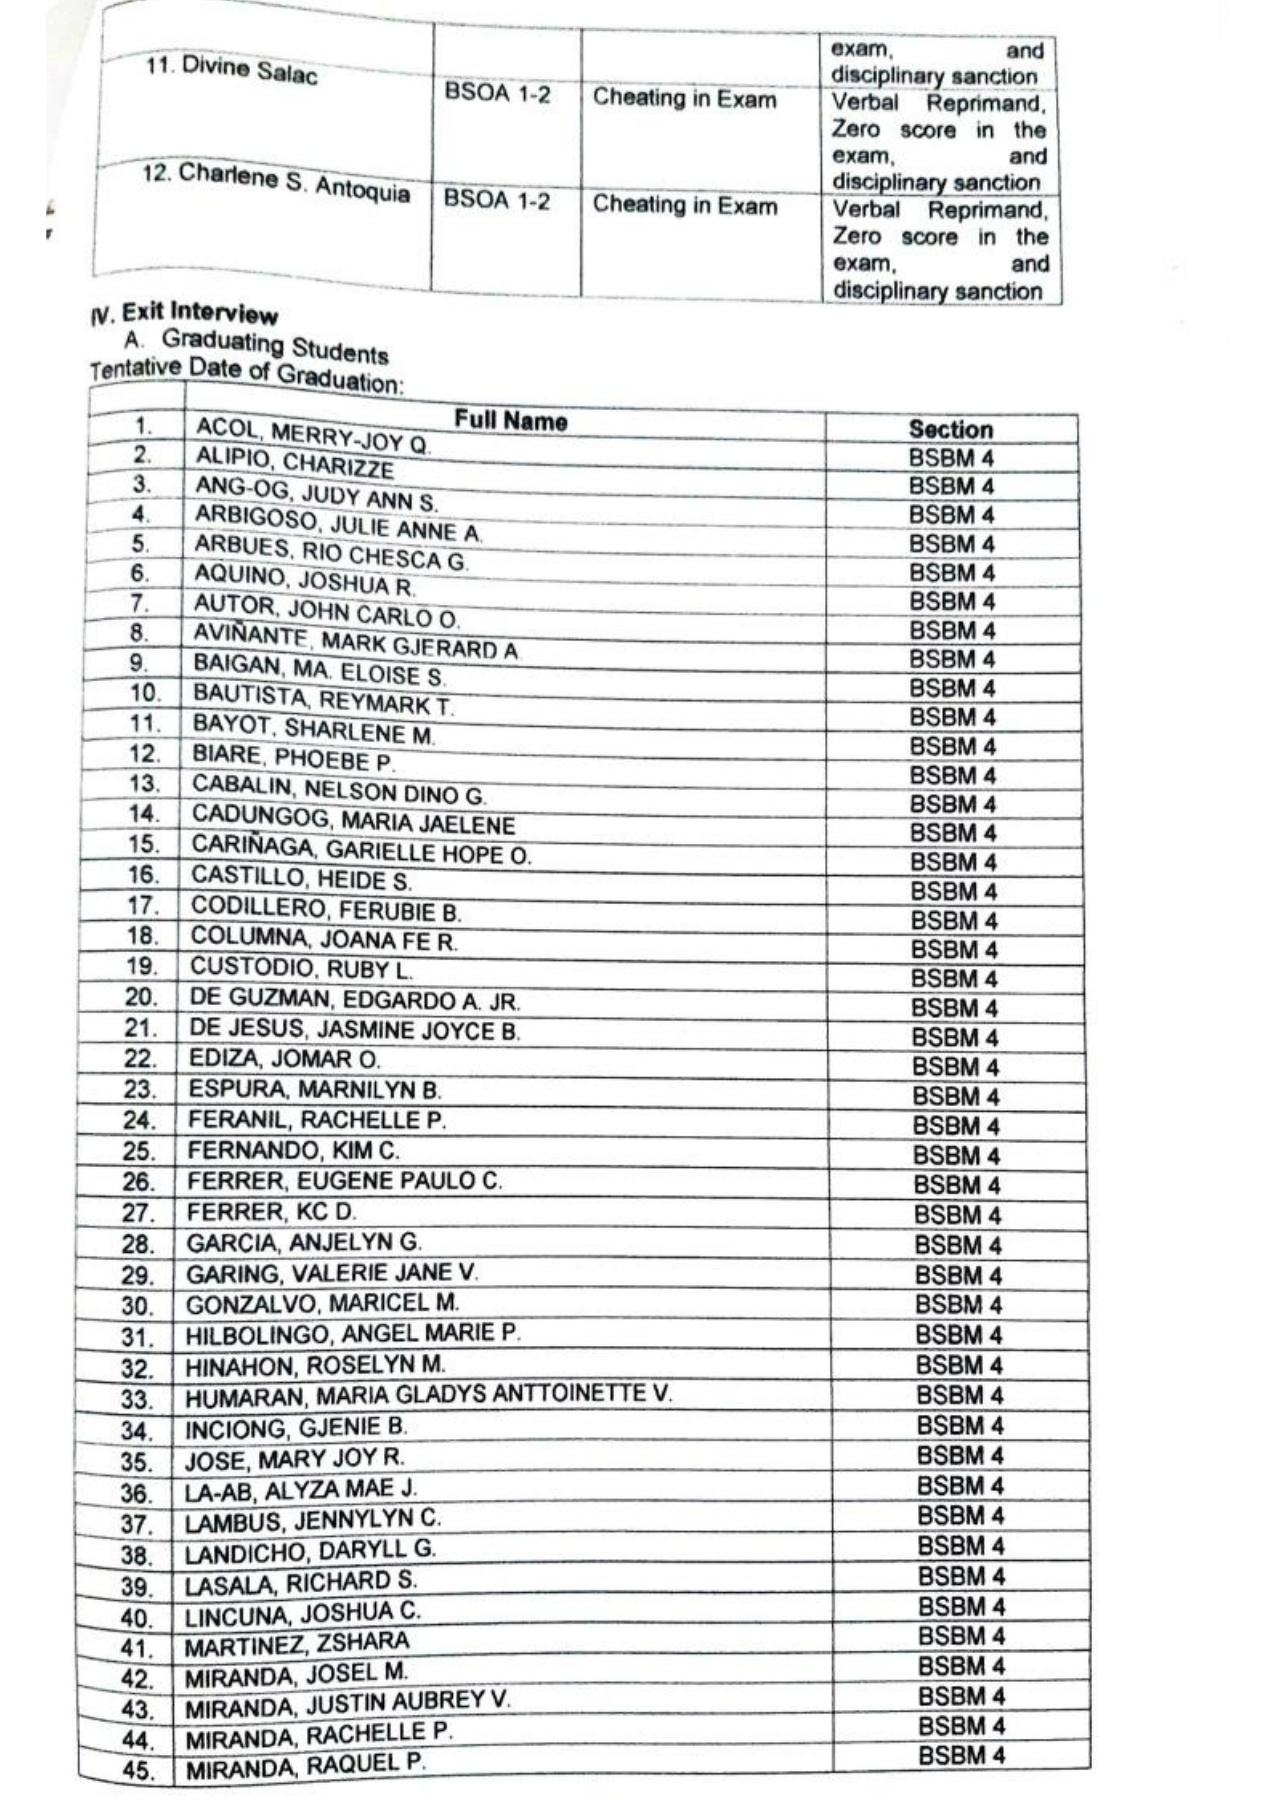 exam, and
disciplinary sanction
11. Divine Salac BSOA 1-2 Cheating in Exam Verbal Reprimand,
Zero score in the
exam, and
disciplinary sanction
12. Charlene S. Antoquia BSOA 1-2 Cheating in Exam Verbal Reprimand,
Zero score in the
exam, and
disciplinary sanction
IV. Exit Interview
A. Graduating Students
Tentative Date of Graduation:
Full Name Section
1. ACOL, MERRY-JOY Q. BSBM 4
2. ALIPIO, CHARIZZE BSBM 4
3. ANG-OG, JUDY ANN S. BSBM 4
4. ARBIGOSO, JULIE ANNE A. BSBM 4
5. ARBUES, RIO CHESCA G. BSBM 4
6. AQUINO, JOSHUA R. BSBM 4
7. AUTOR, JOHN CARLO O. BSBM 4
8. AVIÑANTE, MARK GJERARD A. BSBM 4
9. BAIGAN, MA. ELOISE S. BSBM 4
10. BAUTISTA, REYMARK T. BSBM 4
11. BAYOT, SHARLENE M. BSBM 4
12. BIARE, PHOEBE P. BSBM 4
13. CABALIN, NELSON DINO G. BSBM 4
14. CADUNGOG, MARIA JAELENE BSBM 4
15. CARIÑAGA, GARIELLE HOPE O. BSBM 4
16. CASTILLO, HEIDE S. BSBM 4
17. CODILLERO, FERUBIE B. BSBM 4
18. COLUMNA, JOANA FE R. BSBM 4
19. CUSTODIO, RUBY L. BSBM 4
20. DE GUZMAN, EDGARDO A. JR. BSBM 4
21. DE JESUS, JASMINE JOYCE B. BSBM 4
22. EDIZA, JOMAR O. BSBM 4
23. ESPURA, MARNILYN B. BSBM 4
24. FERANIL, RACHELLE P. BSBM 4
25. FERNANDO, KIM C. BSBM 4
26. FERRER, EUGENE PAULO C. BSBM 4
27. FERRER, KC D. BSBM 4
28. GARCIA, ANJELYN G. BSBM 4
29. GARING, VALERIE JANE V. BSBM 4
30. GONZALVO, MARICEL M. BSBM 4
31. HILBOLINGO, ANGEL MARIE P. BSBM 4
32. HINAHON, ROSELYN M. BSBM 4
33. HUMARAN, MARIA GLADYS ANTTOINETTE V. BSBM 4
34. INCIONG, GJENIE B. BSBM 4
35. JOSE, MARY JOY R. BSBM 4
36. LA-AB, ALYZA MAE J. BSBM 4
37. LAMBUS, JENNYLYN C. BSBM 4
38. LANDICHO, DARYLL G. BSBM 4
39. LASALA, RICHARD S. BSBM 4
40. LINCUNA, JOSHUA C. BSBM 4
41. MARTINEZ, ZSHARA BSBM 4
42. MIRANDA, JOSEL M. BSBM 4
43. MIRANDA, JUSTIN AUBREY V. BSBM 4
44. MIRANDA, RACHELLE P. BSBM 4
45. MIRANDA, RAQUEL P. BSBM 4